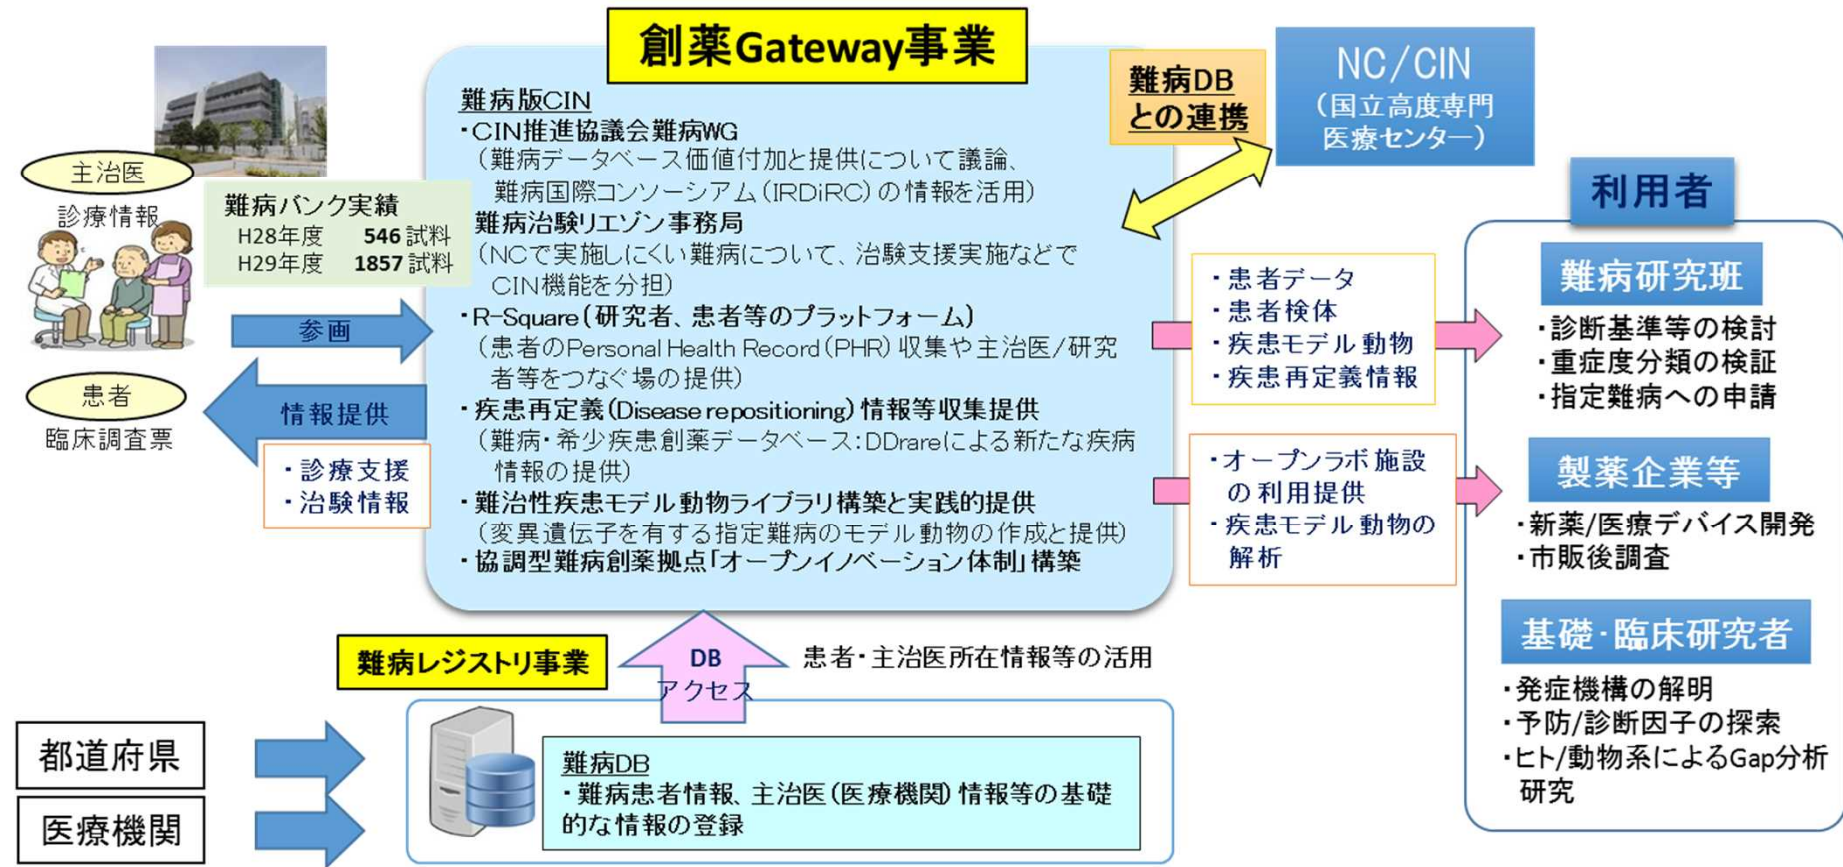 創薬Gateway事業
難病版CIN
・CIN推進協議会難病WG
（難病データベース価値付加と提供について議論、
難病国際コンソーシアム（IRDiRC）の情報を活用）
難病治験リエゾン事務局
（NCで実施しにくい難病について、治験支援実施などで
CIN機能を分担）
・R-Square（研究者、患者等のプラットフォーム）
（患者のPersonal Health Record（PHR）収集や主治医/研究
者等をつなぐ場の提供）
・疾患再定義（Disease repositioning）情報等収集提供
（難病・希少疾患創薬データベース：DDrareによる新たな疾病
情報の提供）
・難治性疾患モデル動物ライブラリ構築と実践的提供
（変異遺伝子を有する指定難病のモデル動物の作成と提供）
・協調型難病創薬拠点「オープンイノベーション体制」構築
主治医
診療情報
難病バンク実績
H28年度 546 試料
H29年度 1857 試料
参画
患者
臨床調査票
情報提供
・診療支援
・治験情報
難病DB
との連携
NC/CIN
（国立高度専門
医療センター）
・患者データ
・患者検体
・疾患モデル動物
・疾患再定義情報
・オープンラボ施設
の利用提供
・疾患モデル動物の
解析
利用者
難病研究班
・診断基準等の検討
・重症度分類の検証
・指定難病への申請
製薬企業等
・新薬/医療デバイス開発
・市販後調査
基礎・臨床研究者
・発症機構の解明
・予防/診断因子の探索
・ヒト/動物系によるGap分析
研究
難病レジストリ事業
DB
アクセス
患者・主治医所在情報等の活用
都道府県
医療機関
難病DB
・難病患者情報、主治医（医療機関）情報等の基礎
的な情報の登録